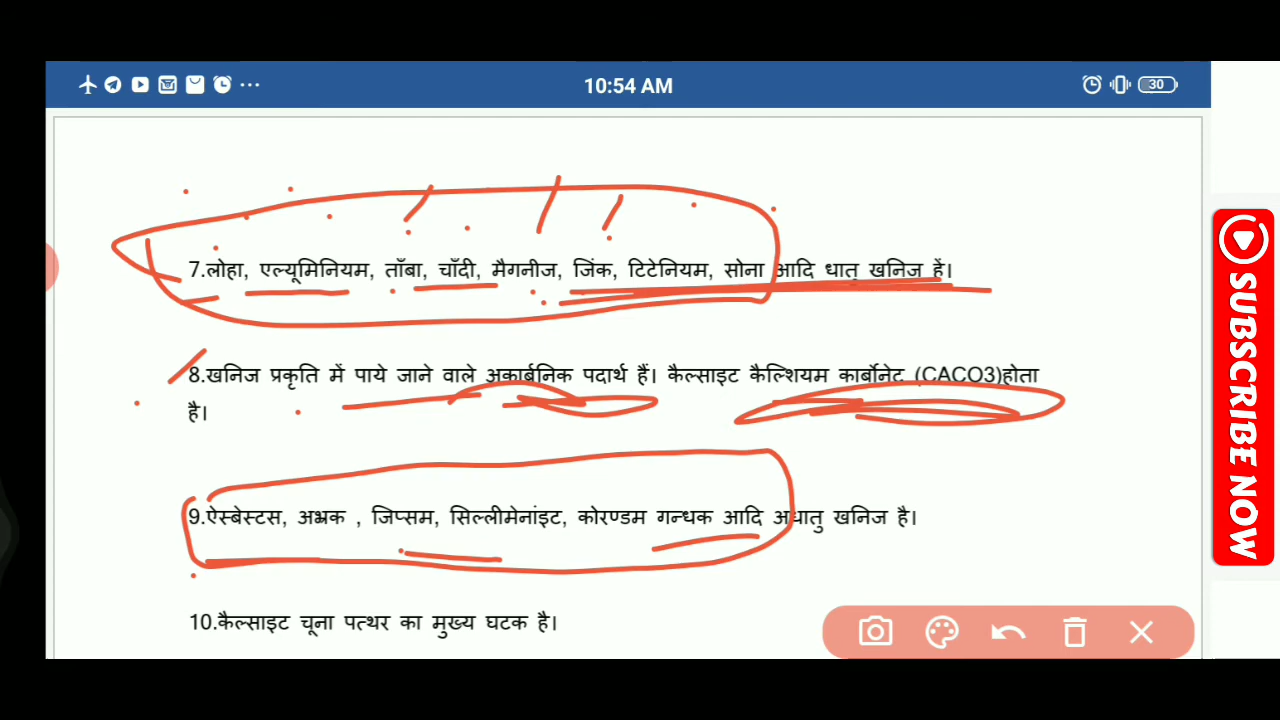 10:54 AM
30
7.लोहा, एल्यूमिनियम, ताँबा, चाँदी, मैगनीज, जिंक, टिटेनियम, सोना आदि धातु खनिज हें।
8.खनिज प्रकृति में पाये जाने वाले अकार्बनिक पदार्थ हैं। कैल्साइट कैल्शियम कार्बोनेट (CACO3)होता
है।
9.ऐस्बेस्टस, अभ्रक , जिप्सम, सिल्लीमेनांइट, कोरण्डम गन्धक आदि अधातु खनिज है।
10.कैल्साइट चूना पत्थर का मुख्य घटक है।
SUBSCRIBE NOW